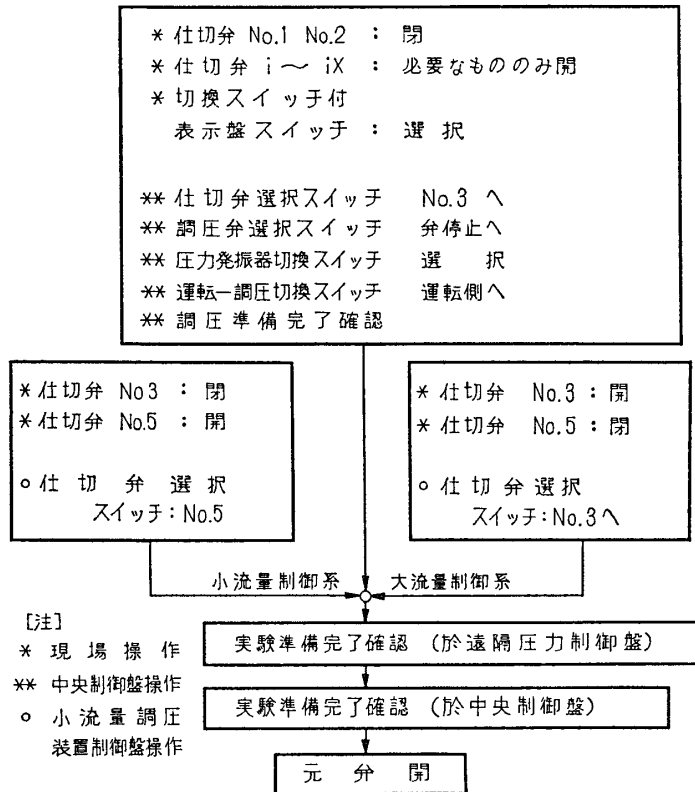 * 仕切弁 No.1 No.2 : 閉
* 仕切弁 i～iX : 必要なもののみ開
* 切換スイッチ付
表示盤スイッチ : 選択
** 仕切弁選択スイッチ No.3 へ
** 調圧弁選択スイッチ 弁停止へ
** 圧力発振器切換スイッチ 選択
** 運転ー調圧切換スイッチ 運転側へ
** 調圧準備完了確認
* 仕切弁 No3 : 閉
* 仕切弁 No.5 : 開
○ 仕切弁選択
スイッチ:No.5
* 仕切弁 No.3 : 開
* 仕切弁 No.5 : 閉
○ 仕切弁選択
スイッチ:No.3へ
小流量制御系
大流量制御系
[注]
* 現場操作
** 中央制御盤操作
○ 小流量調圧
装置制御盤操作
実験準備完了確認 (於遠隔圧力制御盤)
実験準備完了確認 (於中央制御盤)
元弁開